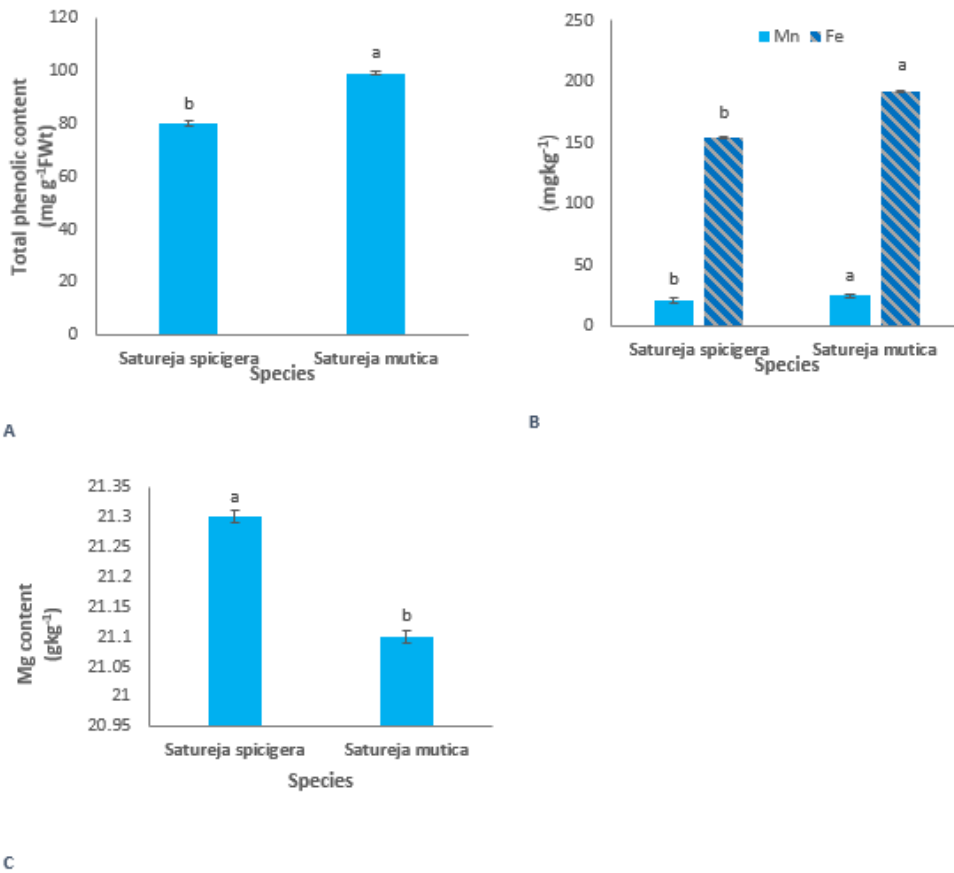 120
100
80
60
40
20
0
Total phenolic content
(mg g⁻¹FWt)
b
a
Satureja spicigera
Satureja mutica
Species
A
250
200
150
100
50
0
(mgkg⁻¹)
Mn
Fe
b
b
a
a
Satureja spicigera
Satureja mutica
Species
B
21.35
21.3
21.25
21.2
21.15
21.1
21.05
21
20.95
Mg content
(gkg⁻¹)
a
b
Satureja spicigera
Satureja mutica
Species
C